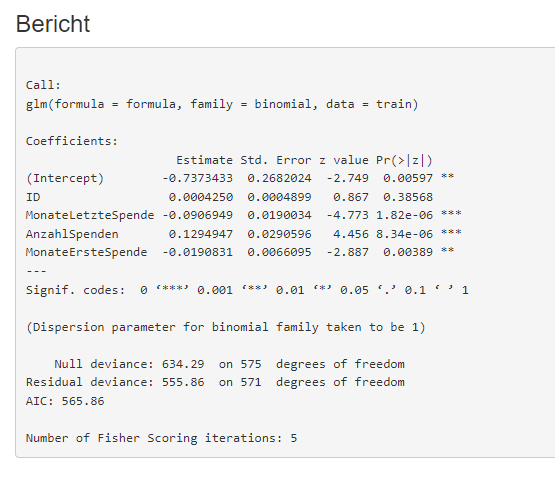 Bericht
Call:
glm(formula = formula, family = binomial, data = train)
Coefficients:
Estimate Std. Error z value Pr(>|z|)
(Intercept) -0.7373433 0.2682024 -2.749 0.00597 **
ID 0.0004250 0.0004899 0.867 0.38568
MonateLetzteSpende -0.0906949 0.0190034 -4.773 1.82e-06 ***
AnzahlSpenden 0.1294947 0.0290596 4.456 8.34e-06 ***
MonateErsteSpende -0.0190831 0.0066095 -2.887 0.00389 **
---
Signif. codes: 0 ‘***’ 0.001 ‘**’ 0.01 ‘*’ 0.05 ‘.’ 0.1 ‘ ’ 1
(Dispersion parameter for binomial family taken to be 1)
Null deviance: 634.29 on 575 degrees of freedom
Residual deviance: 555.86 on 571 degrees of freedom
AIC: 565.86
Number of Fisher Scoring iterations: 5